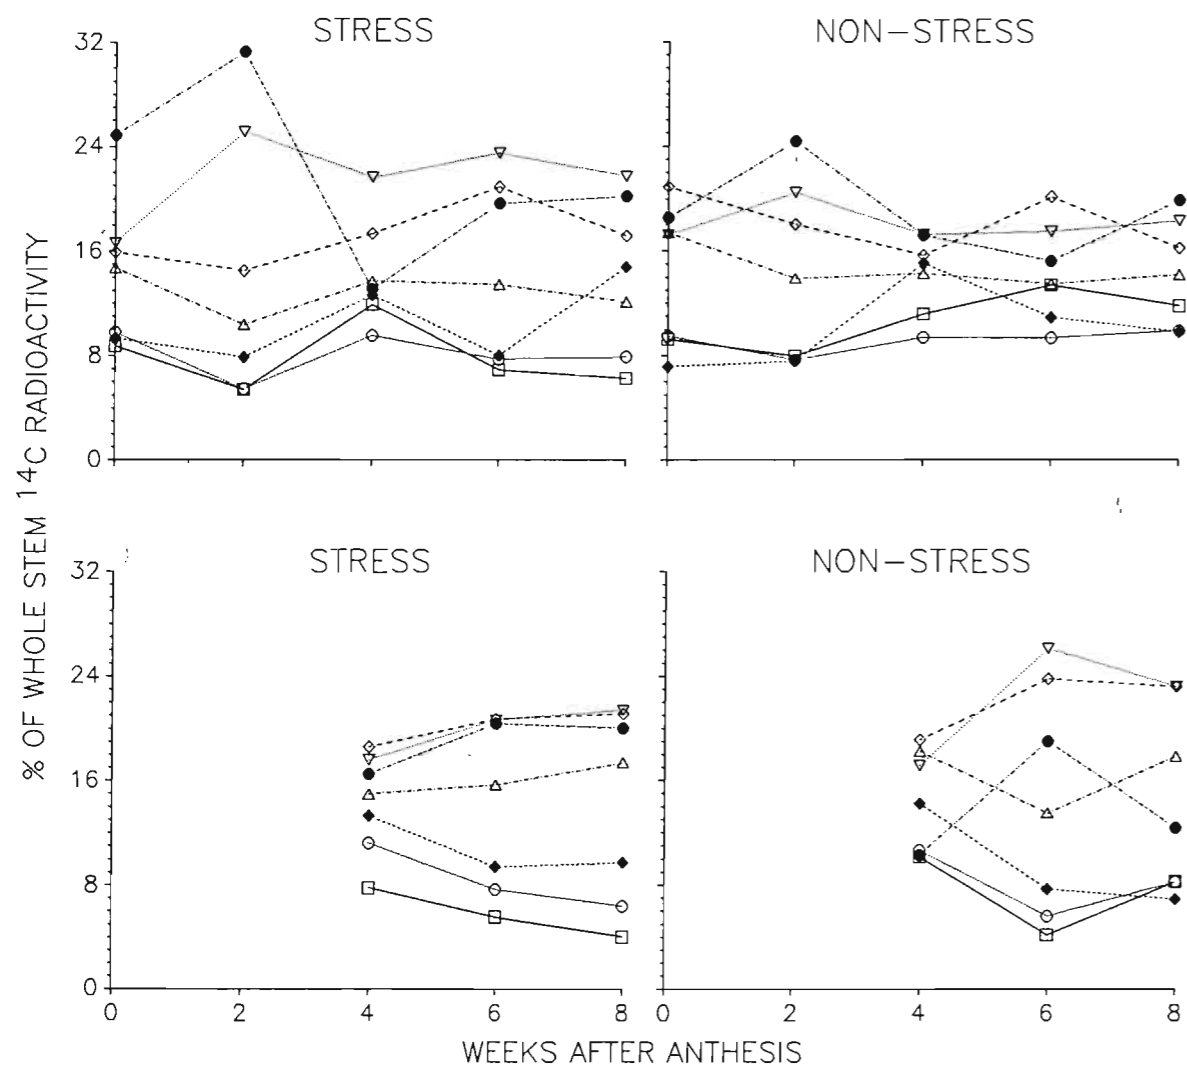 STRESS
NON-STRESS
32
24
16
8
0
% OF WHOLE STEM 14C RADIOACTIVITY
STRESS
NON-STRESS
32
24
16
8
0
0 2 4 6 8
0 2 4 6 8
WEEKS AFTER ANTHESIS